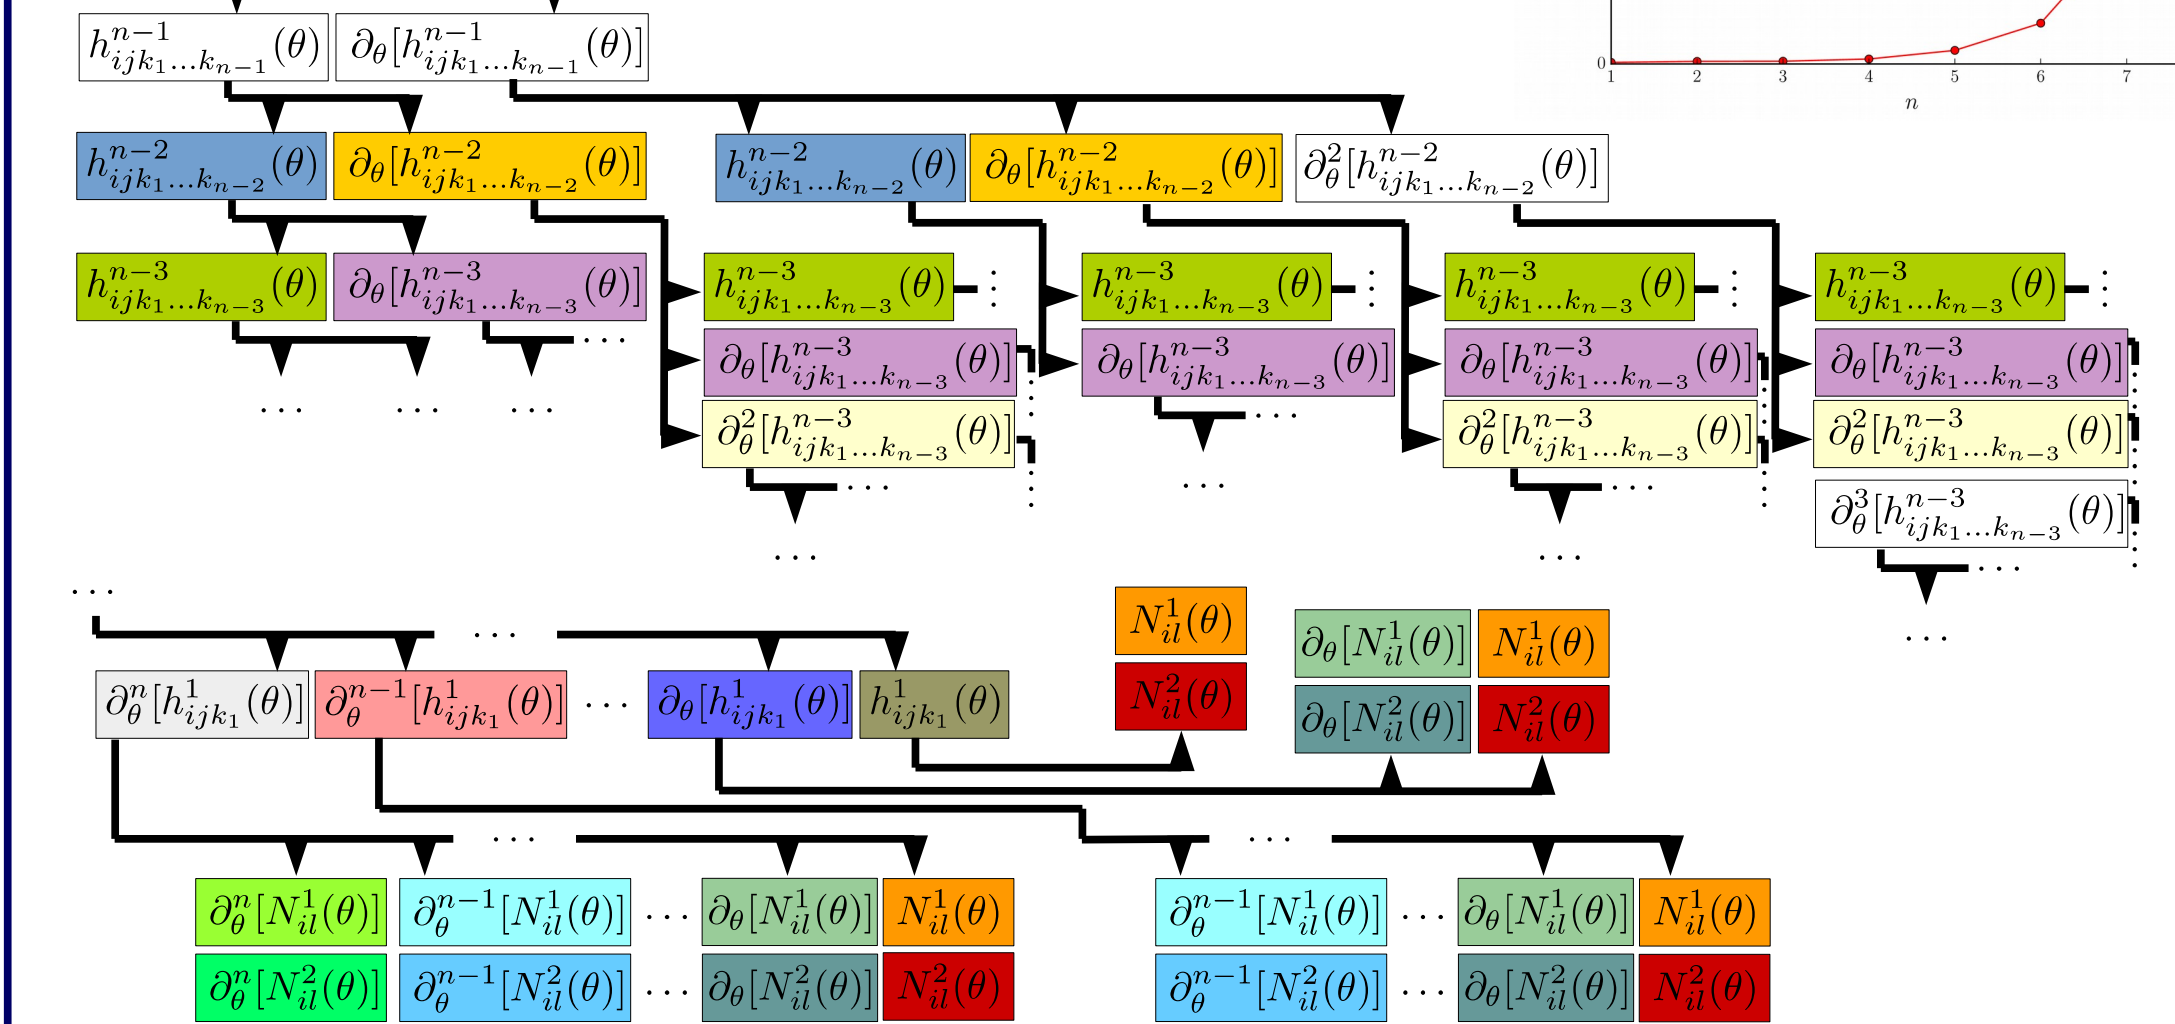 h^{n-1}_{ijk_1...k_{n-1}}(θ) ∂_θ[h^{n-1}_{ijk_1...k_{n-1}}(θ)]
0
1 2 3 4 5 6 7
n
h^{n-2}_{ijk_1...k_{n-2}}(θ) ∂_θ[h^{n-2}_{ijk_1...k_{n-2}}(θ)] h^{n-2}_{ijk_1...k_{n-2}}(θ) ∂_θ[h^{n-2}_{ijk_1...k_{n-2}}(θ)] ∂^2_θ[h^{n-2}_{ijk_1...k_{n-2}}(θ)]
h^{n-3}_{ijk_1...k_{n-3}}(θ) ∂_θ[h^{n-3}_{ijk_1...k_{n-3}}(θ)] h^{n-3}_{ijk_1...k_{n-3}}(θ) ⋮ h^{n-3}_{ijk_1...k_{n-3}}(θ) ⋮ h^{n-3}_{ijk_1...k_{n-3}}(θ) ⋮ h^{n-3}_{ijk_1...k_{n-3}}(θ) ⋮
... ∂_θ[h^{n-3}_{ijk_1...k_{n-3}}(θ)] ∂_θ[h^{n-3}_{ijk_1...k_{n-3}}(θ)] ∂_θ[h^{n-3}_{ijk_1...k_{n-3}}(θ)] ∂_θ[h^{n-3}_{ijk_1...k_{n-3}}(θ)]
... ... ... ∂^2_θ[h^{n-3}_{ijk_1...k_{n-3}}(θ)] ... ∂^2_θ[h^{n-3}_{ijk_1...k_{n-3}}(θ)] ∂^2_θ[h^{n-3}_{ijk_1...k_{n-3}}(θ)]
... ... ... ∂^3_θ[h^{n-3}_{ijk_1...k_{n-3}}(θ)]
... ... ...
...
... N^1_{il}(θ) ∂_θ[N^1_{il}(θ)] N^1_{il}(θ) ...
∂^n_θ[h^1_{ijk_1}(θ)] ∂^{n-1}_θ[h^1_{ijk_1}(θ)] ... ∂_θ[h^1_{ijk_1}(θ)] h^1_{ijk_1}(θ) N^2_{il}(θ) ∂_θ[N^2_{il}(θ)] N^2_{il}(θ)
... ...
∂^n_θ[N^1_{il}(θ)] ∂^{n-1}_θ[N^1_{il}(θ)] ... ∂_θ[N^1_{il}(θ)] N^1_{il}(θ) ∂^{n-1}_θ[N^1_{il}(θ)] ... ∂_θ[N^1_{il}(θ)] N^1_{il}(θ)
∂^n_θ[N^2_{il}(θ)] ∂^{n-1}_θ[N^2_{il}(θ)] ... ∂_θ[N^2_{il}(θ)] N^2_{il}(θ) ∂^{n-1}_θ[N^2_{il}(θ)] ... ∂_θ[N^2_{il}(θ)] N^2_{il}(θ)